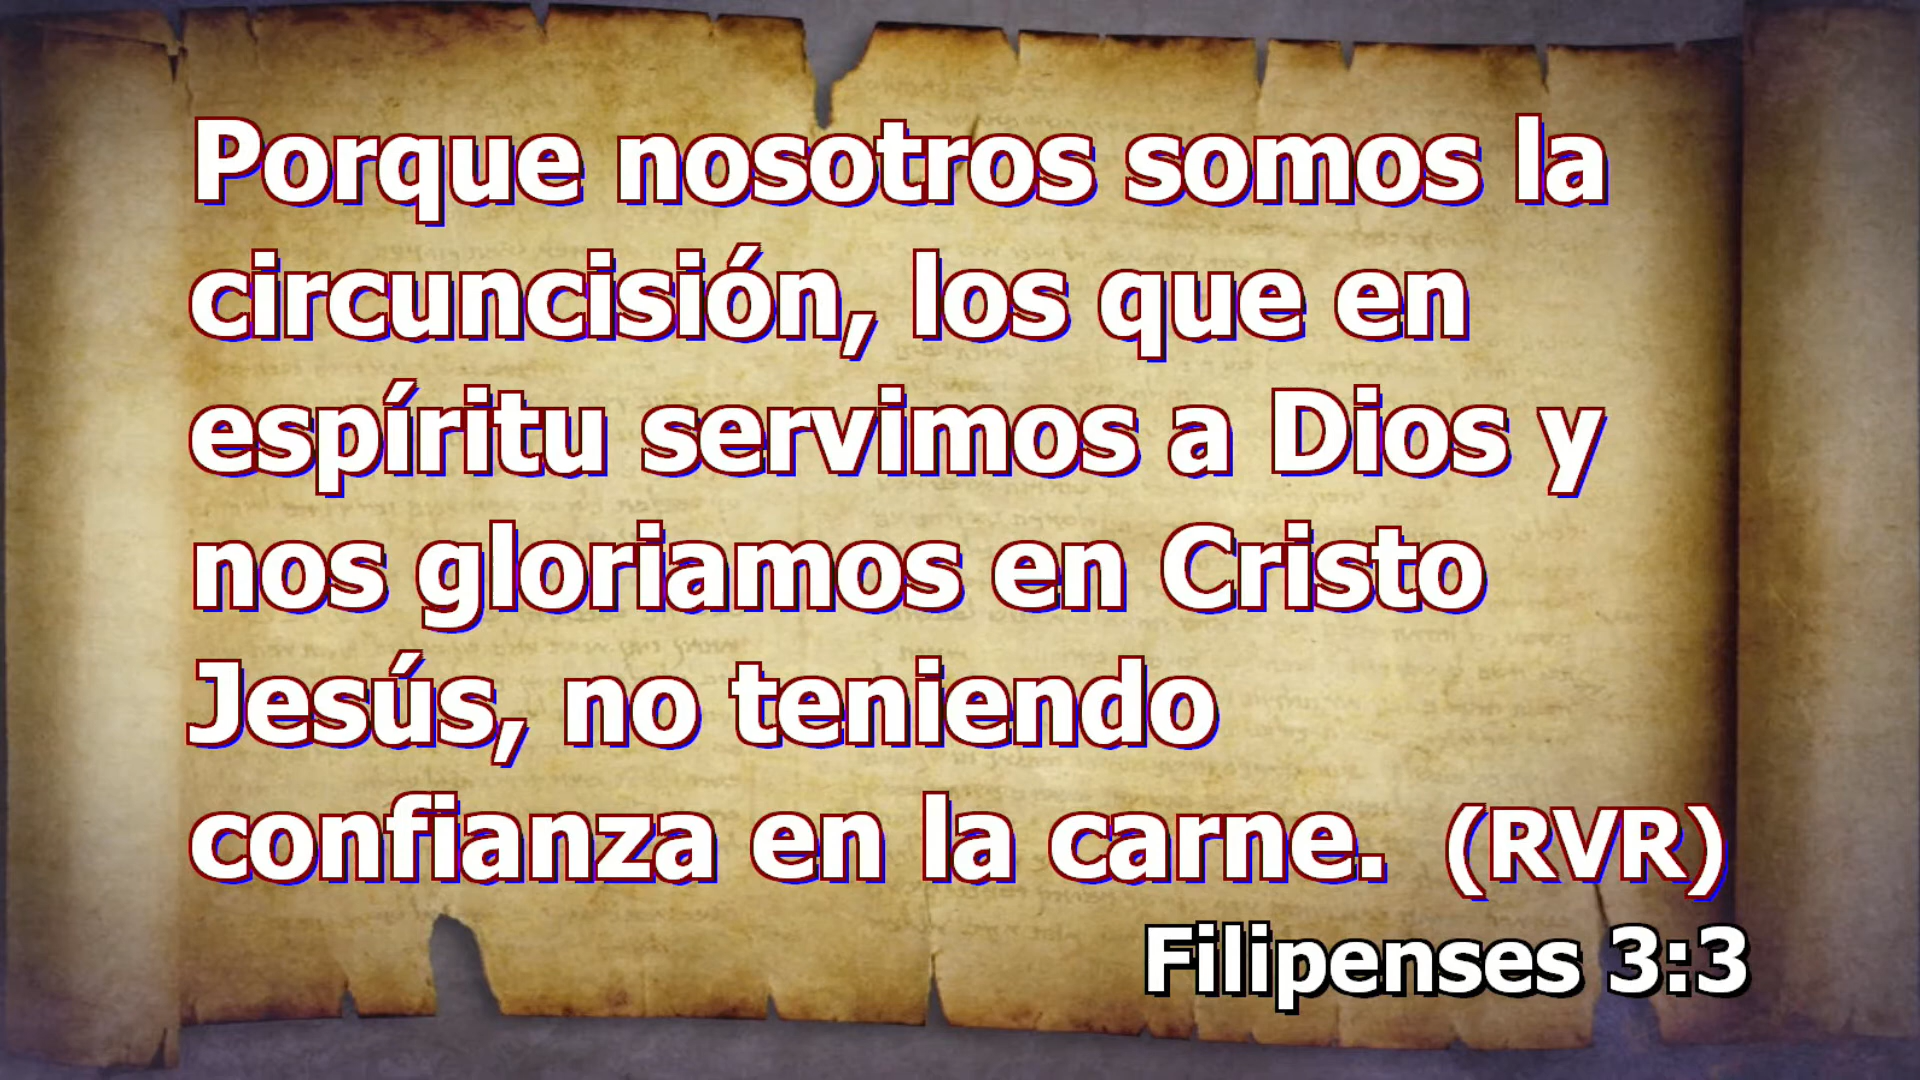 Porque nosotros somos la
circuncisión, los que en
espíritu servimos a Dios y
nos gloriamos en Cristo
Jesús, no teniendo
confianza en la carne. (RVR)
Filipenses 3:3